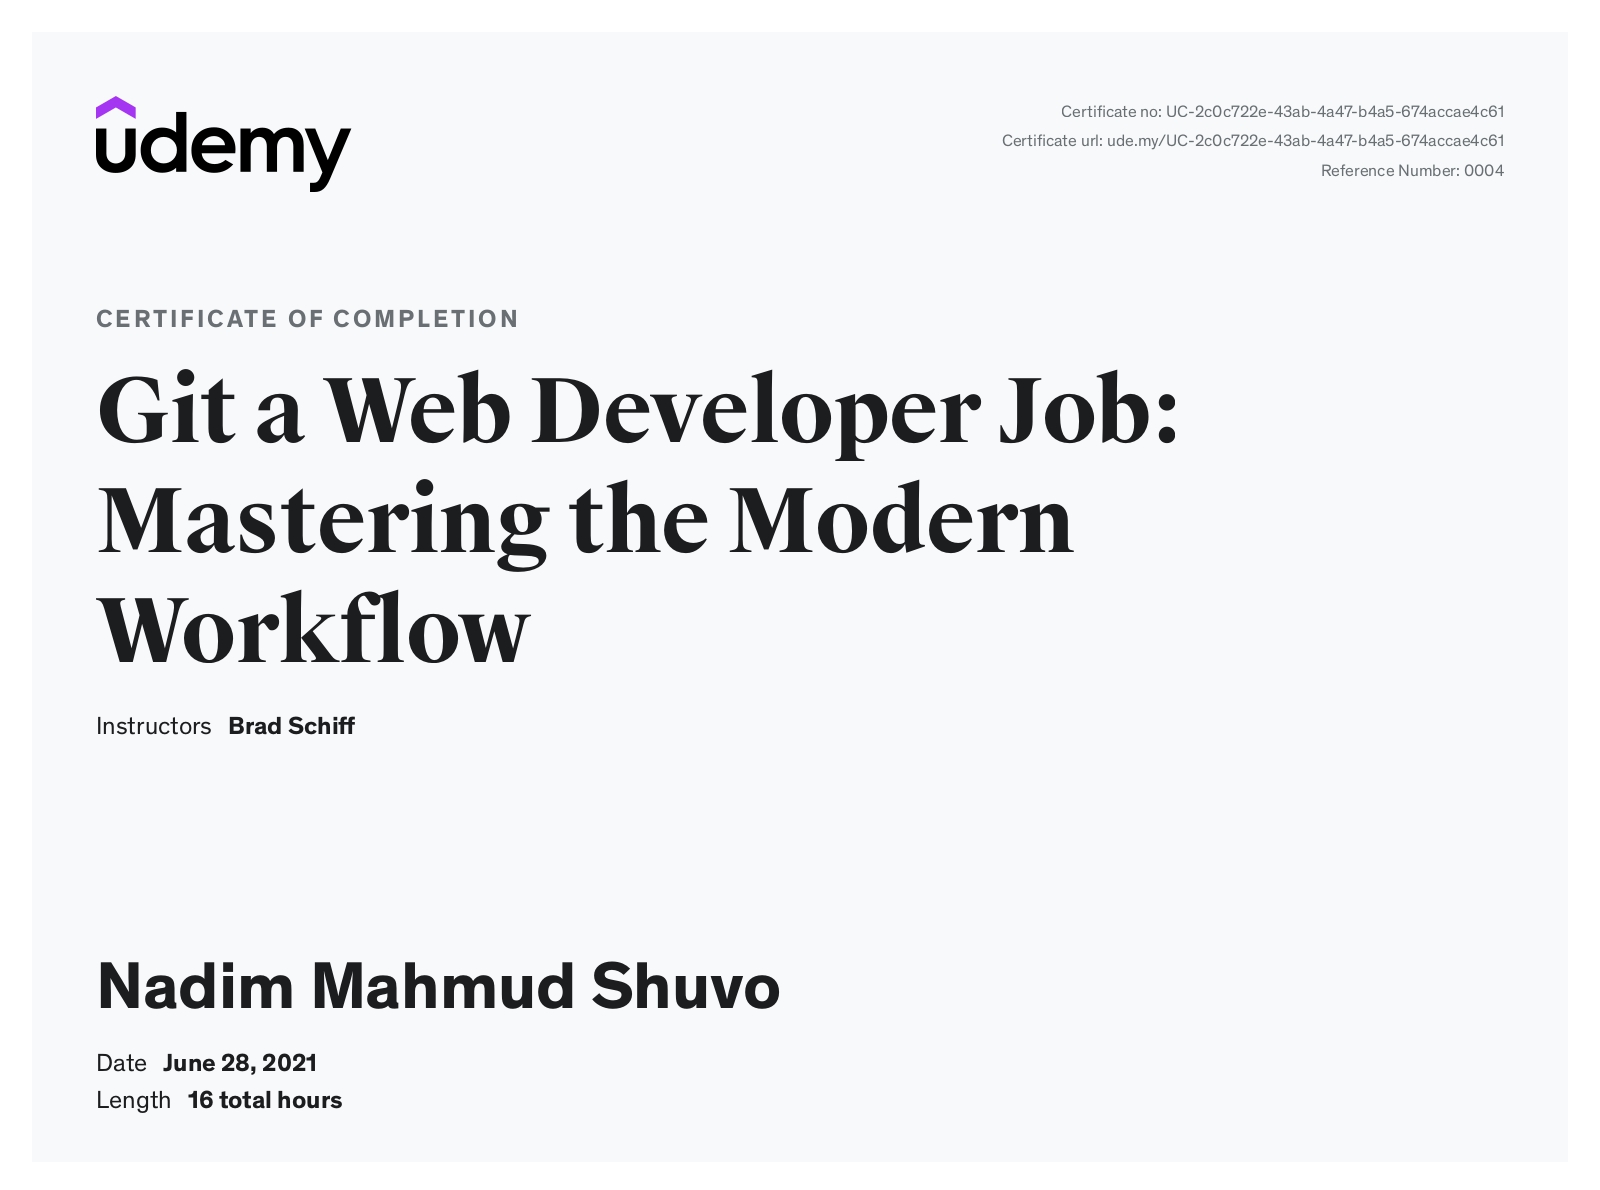 udemy
Certificate no: UC-2c0c722e-43ab-4a47-b4a5-674accae4c61
Certificate url: ude.my/UC-2c0c722e-43ab-4a47-b4a5-674accae4c61
Reference Number: 0004
CERTIFICATE OF COMPLETION
Git a Web Developer Job:
Mastering the Modern
Workflow
Instructors Brad Schiff
Nadim Mahmud Shuvo
Date June 28, 2021
Length 16 total hours